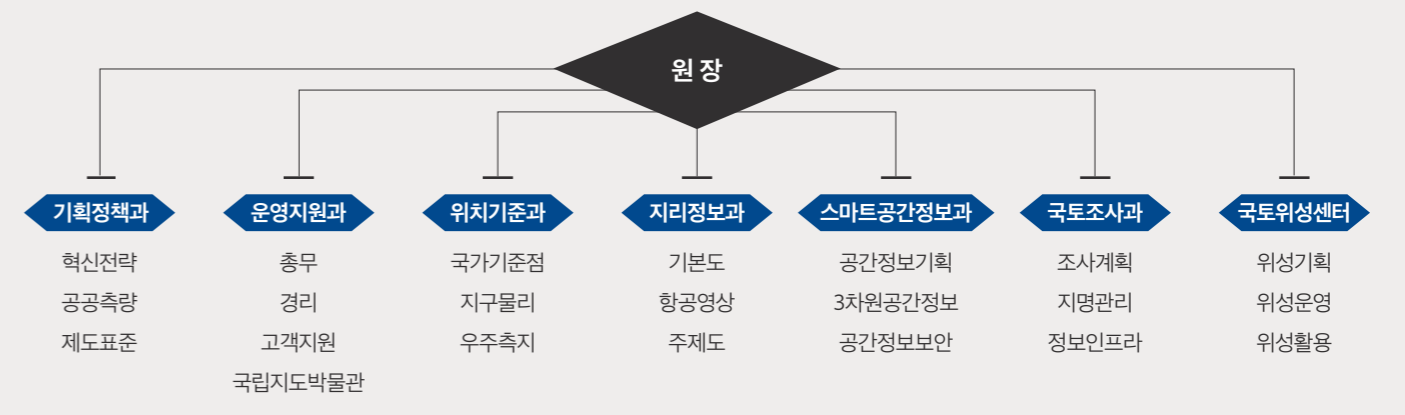 원 장
기획정책과
혁신전략
공공측량
제도표준
운영지원과
총무
경리
고객지원
국립지도박물관
위치기준과
국가기준점
지구물리
우주측지
지리정보과
기본도
항공영상
주제도
스마트공간정보과
공간정보기획
3차원공간정보
공간정보보안
국토조사과
조사계획
지명관리
정보인프라
국토위성센터
위성기획
위성운영
위성활용